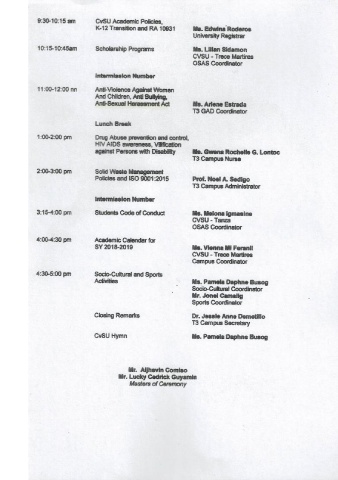 9:30-10:15 am CvSU Academic Policies,
K-12 Transition and RA 10931 Ms. Edwina Roderos
University Registrar
10:15-10:45am Scholarship Programs Ms. Lilian Sidamon
CVSU - Trece Martires
OSAS Coordinator
Intermission Number
11:00-12:00 nn Anti-Violence Against Women
And Children, Anti Bullying,
Anti-Sexual Harassment Act Ms. Arlene Estrada
T3 GAD Coordinator
Lunch Break
1:00-2:00 pm Drug Abuse prevention and control,
HIV AIDS awareness, Vilification
against Persons with Disability Ms. Gwena Rochelle G. Lontoc
T3 Campus Nurse
2:00-3:00 pm Solid Waste Management
Policies and ISO 9001:2015 Prof. Noel A. Sedigo
T3 Campus Administrator
Intermission Number
3:15-4:00 pm Students Code of Conduct Ms. Melona Igmasine
CVSU - Tanza
OSAS Coordinator
4:00-4:30 pm Academic Calendar for
SY 2018-2019 Ms. Vienna Mi Feranil
CVSU - Trece Martires
Campus Coordinator
4:30-5:00 pm Socio-Cultural and Sports
Activities Ms. Pamela Daphne Busog
Socio-Cultural Coordinator
Mr. Jonel Camalig
Sports Coordinator
Closing Remarks Dr. Jessie Anne Demetillo
T3 Campus Secretary
CvSU Hymn Ms. Pamela Daphne Busog
Mr. Aljhevin Comiso
Mr. Lucky Cedrick Guyamin
Masters of Ceremony